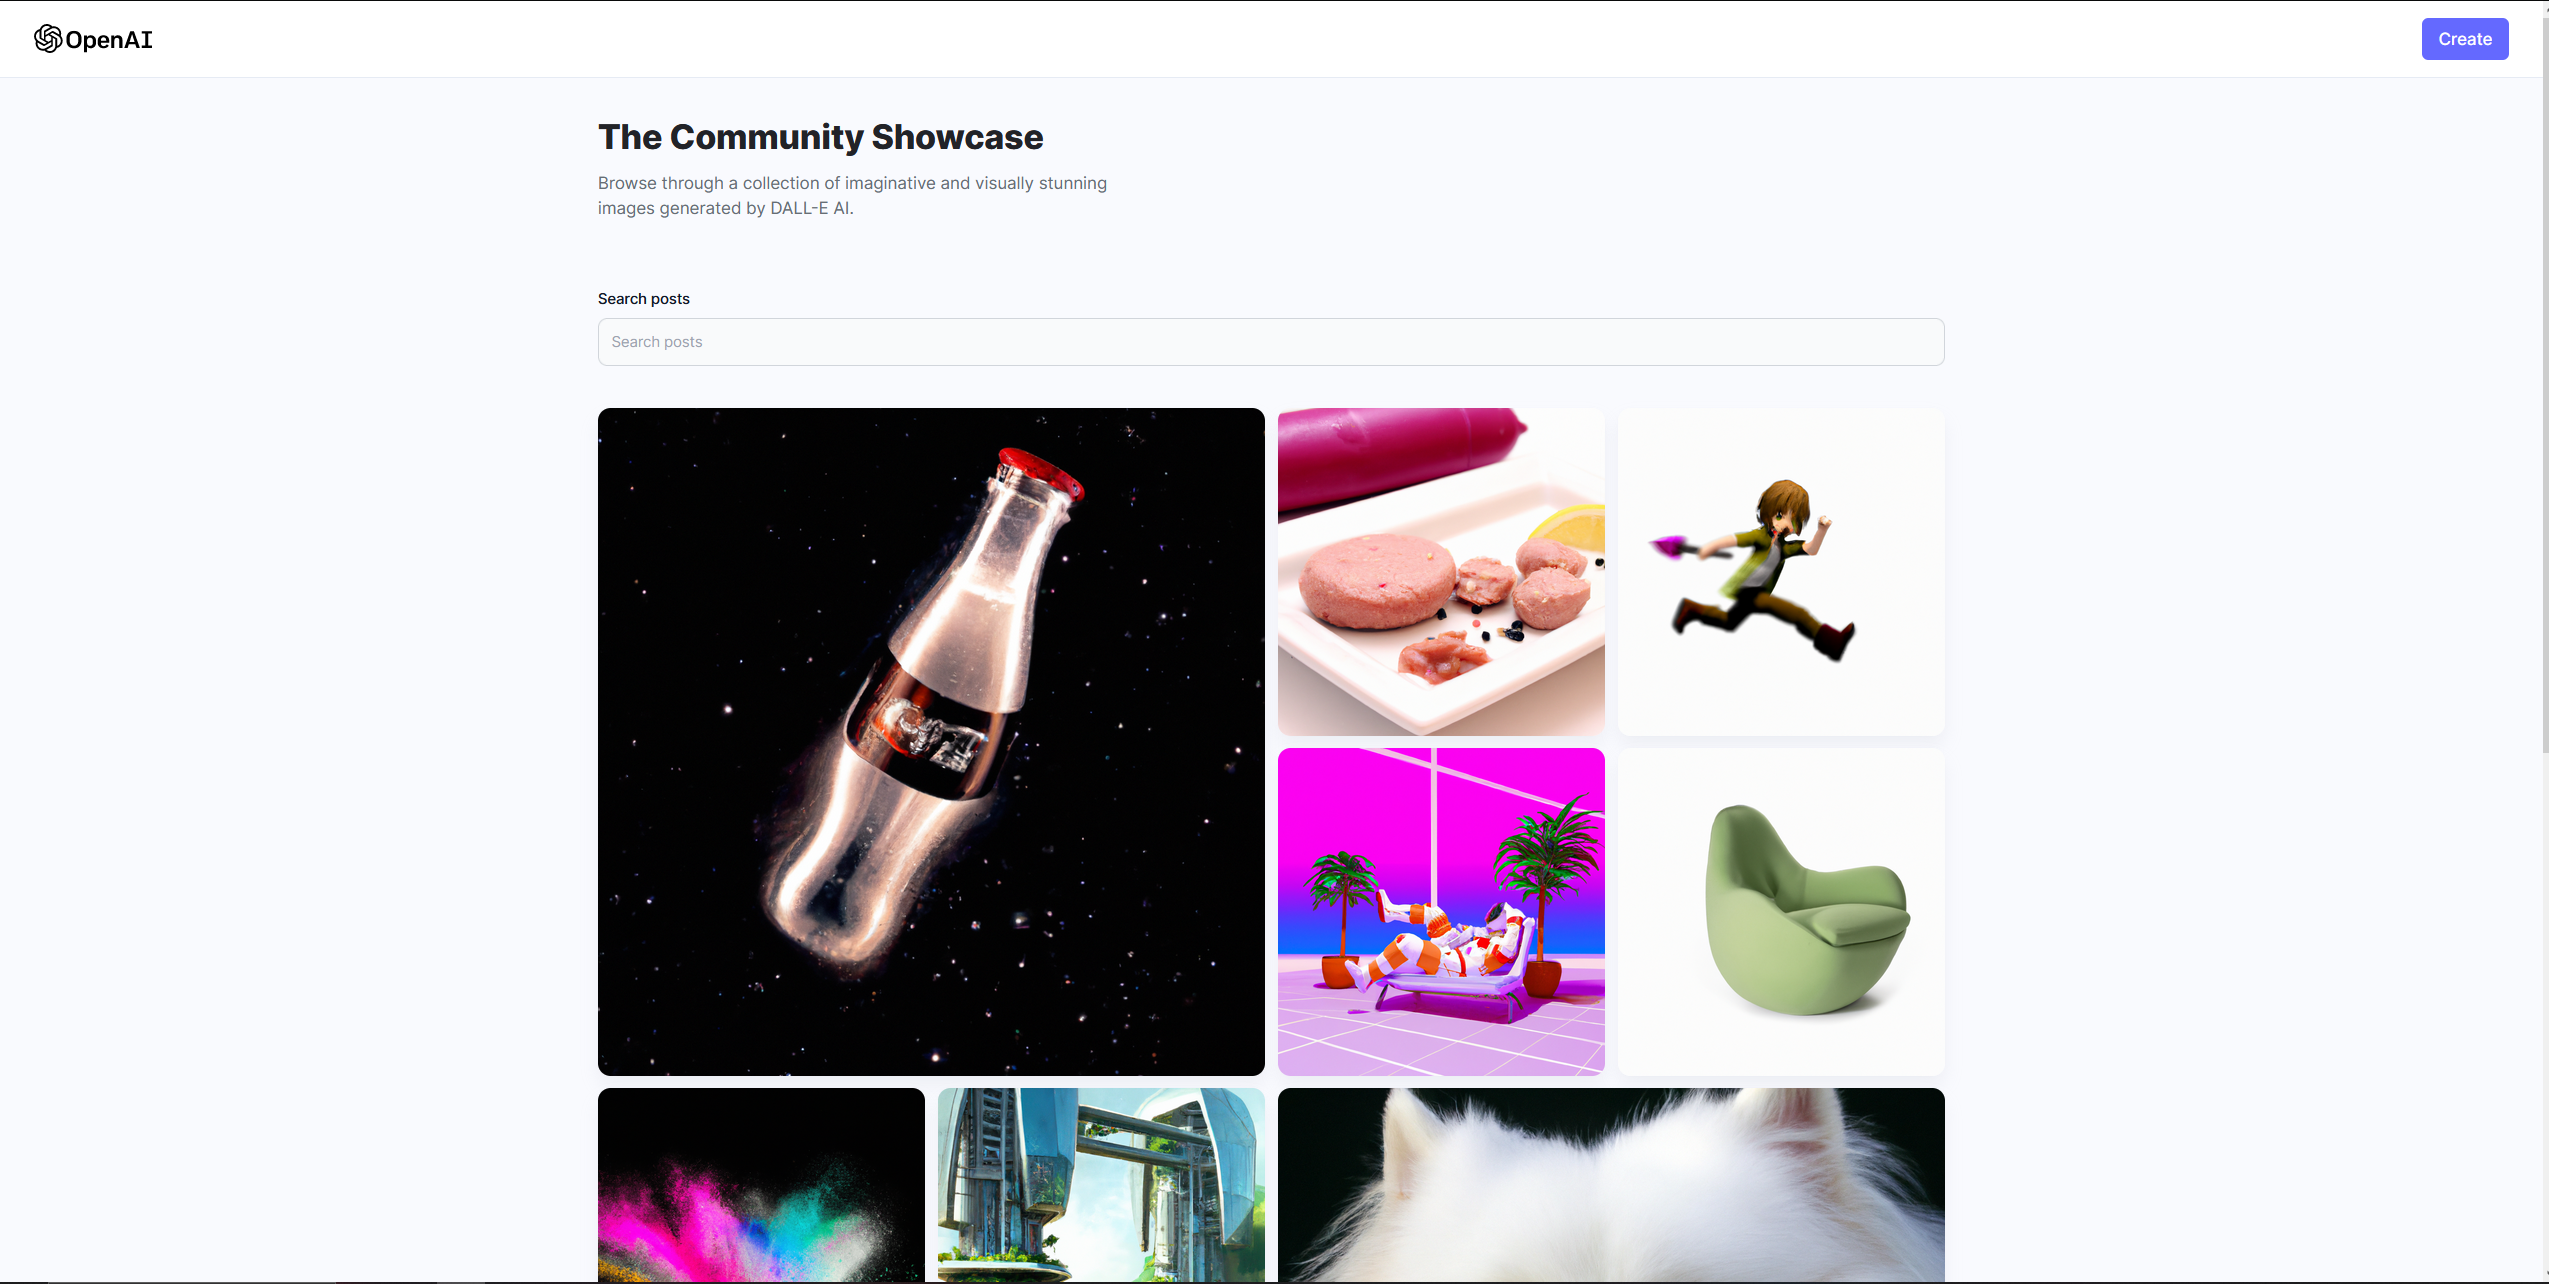 OpenAI
Create
The Community Showcase
Browse through a collection of imaginative and visually stunning
images generated by DALL-E AI.
Search posts
Search posts